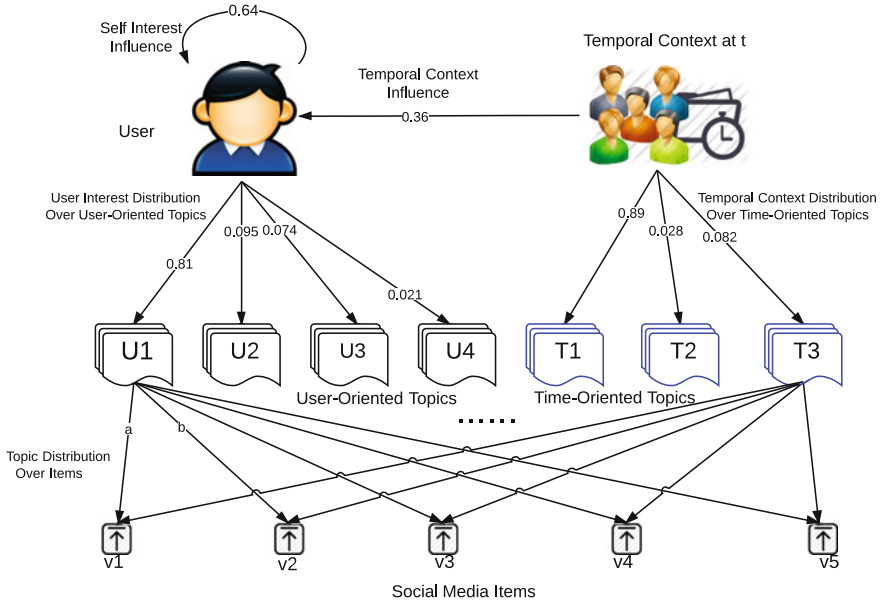 0.64
Self Interest
Influence
Temporal Context at t
Temporal Context
Influence
0.36
User
User Interest Distribution
Over User-Oriented Topics
Temporal Context Distribution
Over Time-Oriented Topics
0.81
0.095
0.074
0.021
0.89
0.028
0.082
U1
U2
U3
U4
T1
T2
T3
User-Oriented Topics
Time-Oriented Topics
......
a
b
Topic Distribution
Over Items
v1
v2
v3
v4
v5
Social Media Items